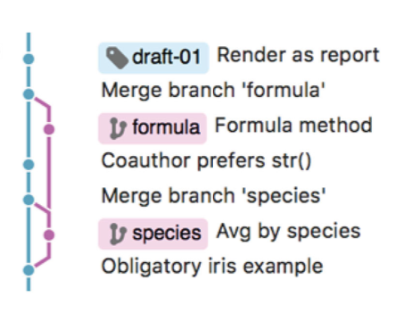 draft-01 Render as report
Merge branch 'formula'
formula Formula method
Coauthor prefers str()
Merge branch 'species'
species Avg by species
Obligatory iris example